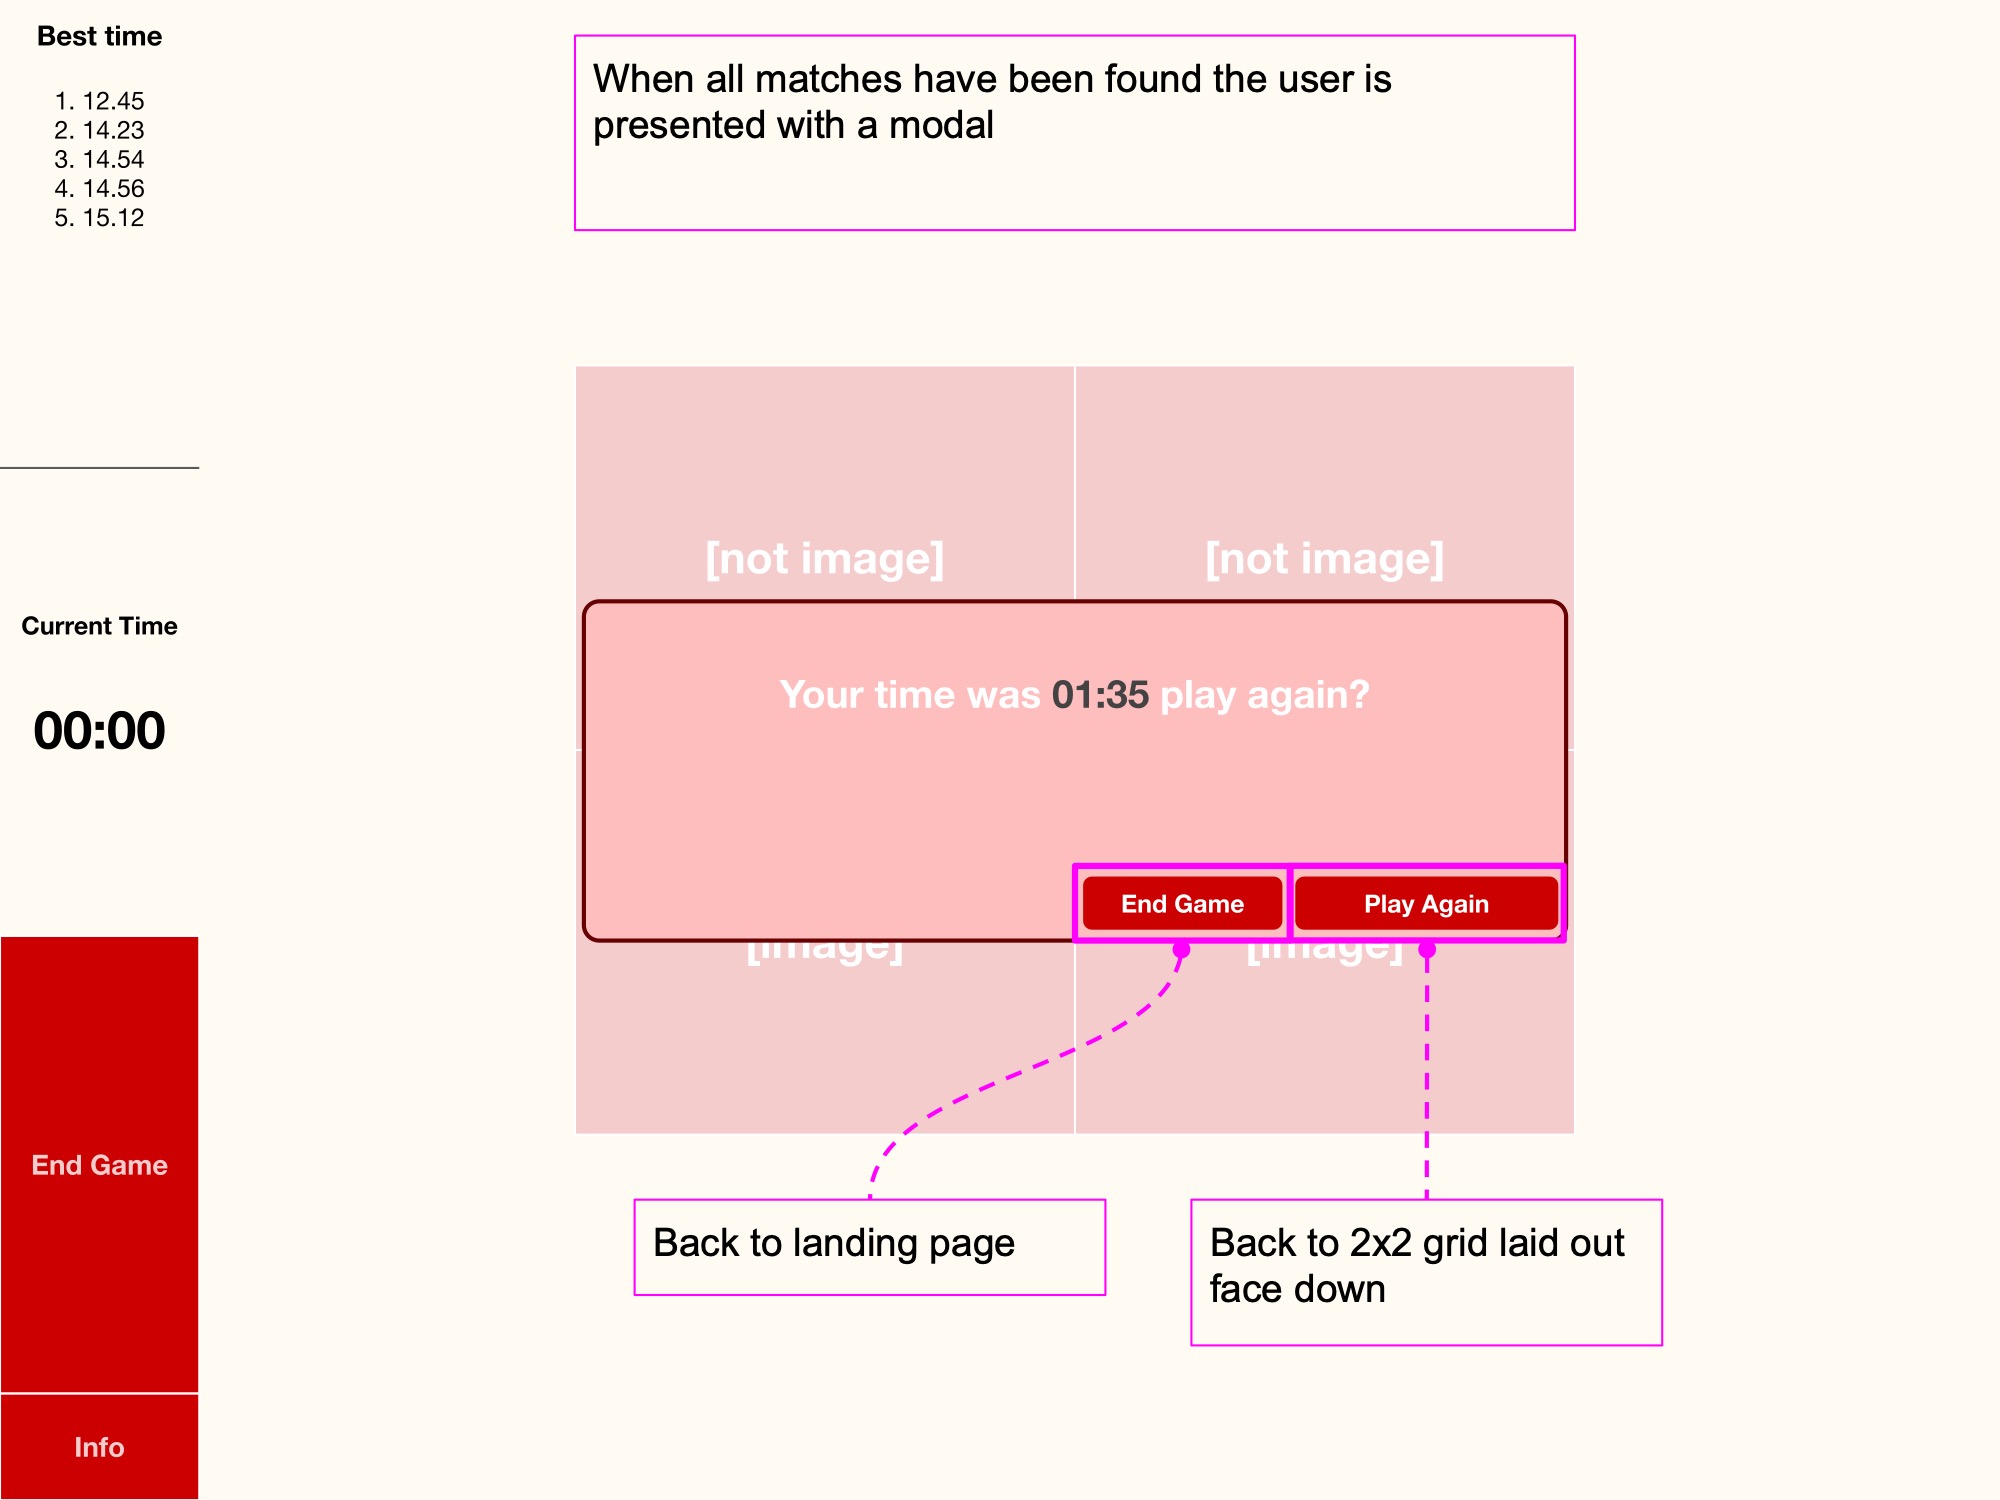 Best time
1. 12.45
2. 14.23
3. 14.54
4. 14.56
5. 15.12
Current Time
00:00
End Game
Info
When all matches have been found the user is
presented with a modal
[not image]
[not image]
Your time was 01:35 play again?
End Game
Play Again
[image]
[image]
Back to landing page
Back to 2x2 grid laid out
face down